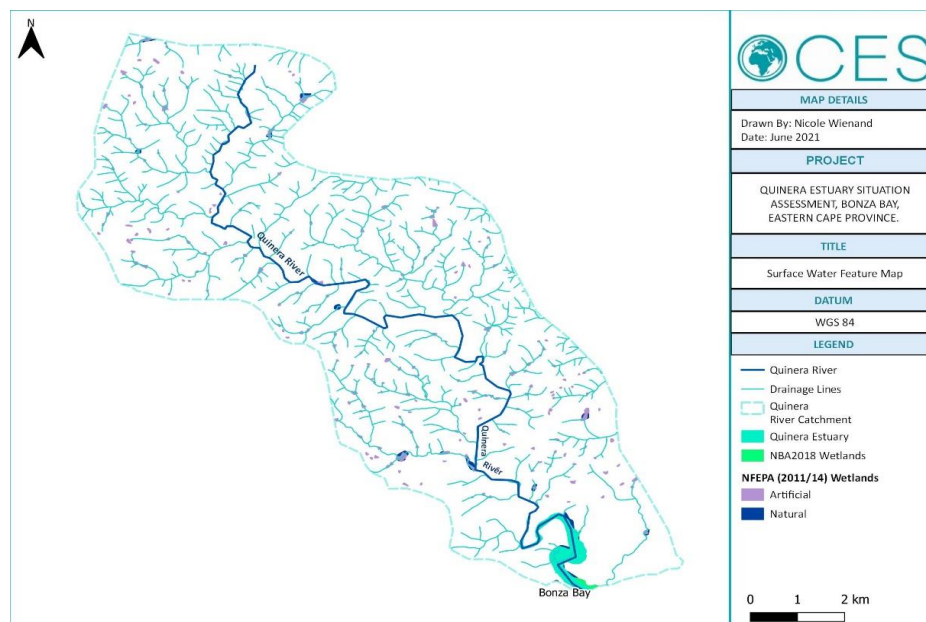 N
Quinera River
Quinera
River
Bonza Bay
CES
MAP DETAILS
Drawn By: Nicole Wienand
Date: June 2021
PROJECT
QUINERA ESTUARY SITUATION
ASSESSMENT, BONZA BAY,
EASTERN CAPE PROVINCE.
TITLE
Surface Water Feature Map
DATUM
WGS 84
LEGEND
Quinera River
Drainage Lines
Quinera
River Catchment
Quinera Estuary
NBA2018 Wetlands
NFEPA (2011/14) Wetlands
Artificial
Natural
0 1 2 km